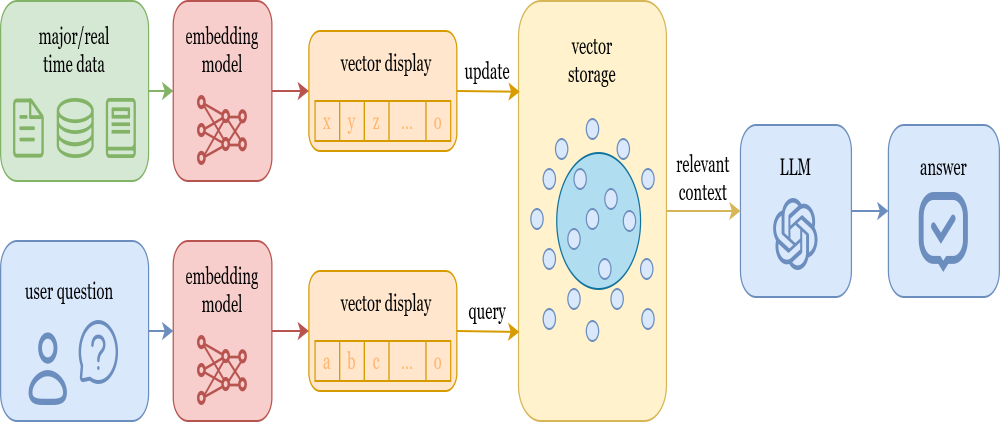 major/real
time data
embedding
model
vector display
x y z ... o
update
vector
storage
relevant
context
LLM
answer
user question
?
embedding
model
vector display
a b c ... o
query